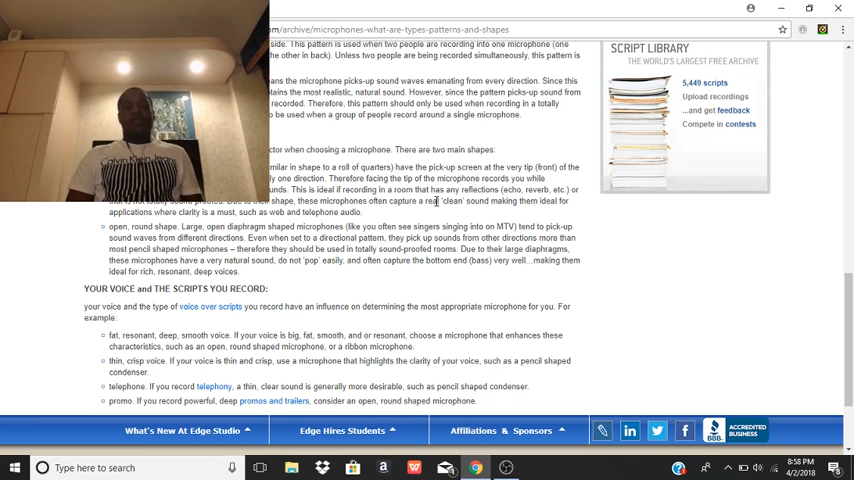 om/archive/microphones-what-are-types-patterns-and-shapes
side. This pattern is used when two people are recording into one microphone (one
the other in back). Unless two people are being recorded simultaneously, this pattern is
ans the microphone picks-up sound waves emanating from every direction. Since this
tains the most realistic, natural sound. However, since the pattern picks-up sound from
recorded. Therefore, this pattern should only be used when recording in a totally
o be used when a group of people record around a single microphone.
SCRIPT LIBRARY
THE WORLD'S LARGEST FREE ARCHIVE
5,449 scripts
Upload recordings
...and get feedback
Compete in contests
ctor when choosing a microphone. There are two main shapes:
milar in shape to a roll of quarters) have the pick-up screen at the very tip (front) of the
ly one direction. Therefore facing the tip of the microphone records you while
unds. This is ideal if recording in a room that has any reflections (echo, reverb, etc.) or
that is not totally sound proofed. Due to their shape, these microphones often capture a real 'clean' sound making them ideal for
applications where clarity is a must, such as web and telephone audio.
open, round shape. Large, open diaphragm shaped microphones (like you often see singers singing into on MTV) tend to pick-up
sound waves from different directions. Even when set to a directional pattern, they pick up sounds from other directions more than
most pencil shaped microphones – therefore they should be used in totally sound-proofed rooms. Due to their large diaphragms,
these microphones have a very natural sound, do not 'pop' easily, and often capture the bottom end (bass) very well...making them
ideal for rich, resonant, deep voices.
YOUR VOICE and THE SCRIPTS YOU RECORD:
your voice and the type of voice over scripts you record have an influence on determining the most appropriate microphone for you. For
example:
fat, resonant, deep, smooth voice. If your voice is big, fat, smooth, and or resonant, choose a microphone that enhances these
characteristics, such as an open, round shaped microphone, or a ribbon microphone.
thin, crisp voice. If your voice is thin and crisp, use a microphone that highlights the clarity of your voice, such as a pencil shaped
condenser.
telephone. If you record telephony, a thin, clear sound is generally more desirable, such as pencil shaped condenser.
promo. If you record powerful, deep promos and trailers, consider an open, round shaped microphone.
What's New At Edge Studio
Edge Hires Students
Affiliations & Sponsors
BBB ACCREDITED BUSINESS
Type here to search
8:58 PM
4/2/2018
Calvin Klein Jeans